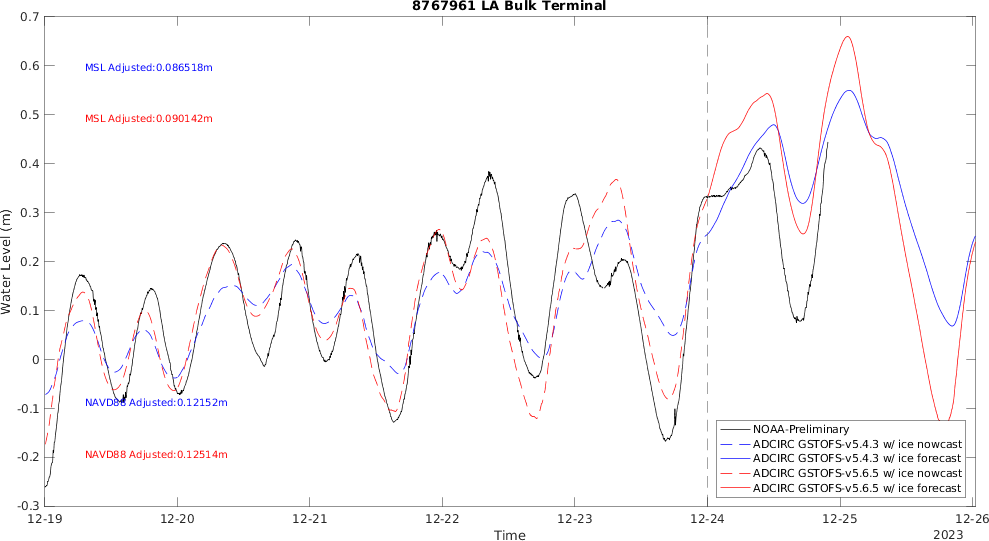 8767961 LA Bulk Terminal
0.7
0.6
0.5
0.4
0.3
0.2
0.1
0
-0.1
-0.2
-0.3
Water Level (m)
MSL Adjusted:0.086518m
MSL Adjusted:0.090142m
NAVD88 Adjusted:0.12152m
NAVD88 Adjusted:0.12514m
NOAA-Preliminary
ADCIRC GSTOFS-v5.4.3 w/ ice nowcast
ADCIRC GSTOFS-v5.4.3 w/ ice forecast
ADCIRC GSTOFS-v5.6.5 w/ ice nowcast
ADCIRC GSTOFS-v5.6.5 w/ ice forecast
12-19 12-20 12-21 12-22 12-23 12-24 12-25 12-26
Time
2023